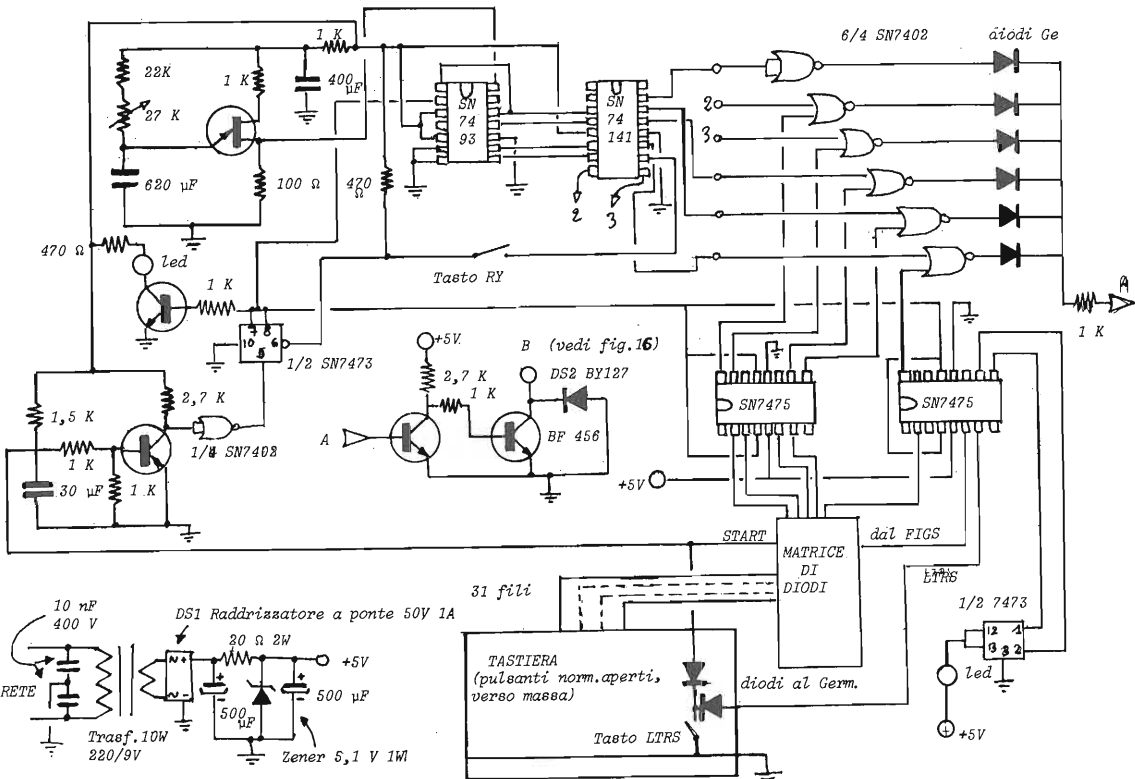 6/4 SN7402
diodi Ge
1 K
22K
27 K
1 K
400
µF
SN
74
93
SN
74
141
2
3
620 µF
100 Ω
470
Ω
2
3
470 Ω
led
1 K
Tasto RY
A
1 K
7 8
10 6
5
1/2 SN7473
+5V
B (vedi fig.16)
2,7 K
1 K
DS2 BY127
BF 456
A
SN7475
SN7475
1,5 K
2,7 K
1 K
1/4 SN7402
30 µF
1 K
+5V
START
MATRICE
DI
DIODI
dal FIGS
LTRS
31 fili
1/2 7473
12 1
13 3 2
led
+5V
10 nF
400 V
DS1 Raddrizzatore a ponte 50V 1A
20 Ω 2W
+5V
RETE
N +
N -
500
µF
500 µF
Trasf.10W
220/9V
Zener 5,1 V 1W1
TASTIERA
(pulsanti norm.aperti,
verso massa)
diodi al Germ.
Tasto LTRS